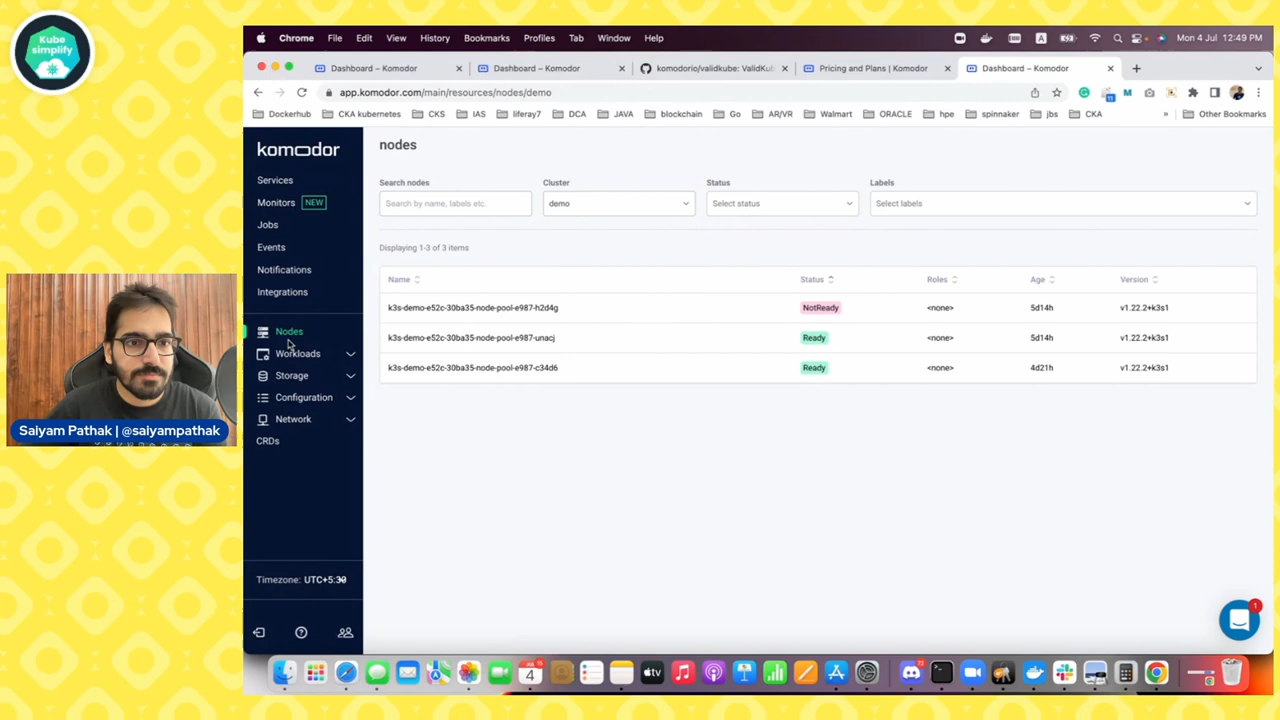 Kube
simplify
Chrome File Edit View History Bookmarks Profiles Tab Window Help
Mon 4 Jul 12:49 PM
Dashboard – Komodor
Dashboard – Komodor
komodorio/validkube: ValidKu
Pricing and Plans | Komodor
Dashboard – Komodor
app.komodor.com/main/resources/nodes/demo
Dockerhub CKA kubernetes CKS IAS liferay7 DCA JAVA blockchain Go AR/VR Walmart ORACLE hpe spinnaker jbs CKA » Other Bookmarks
komodor
Services
Monitors NEW
Jobs
Events
Notifications
Integrations
Nodes
Workloads
Storage
Configuration
Network
CRDs
Timezone: UTC+5:30
nodes
Search nodes Cluster Status Labels
Search by name, labels etc. demo Select status Select labels
Displaying 1-3 of 3 items
Name Status Roles Age Version
k3s-demo-e52c-30ba35-node-pool-e987-h2d4g NotReady <none> 5d14h v1.22.2+k3s1
k3s-demo-e52c-30ba35-node-pool-e987-unacj Ready <none> 5d14h v1.22.2+k3s1
k3s-demo-e52c-30ba35-node-pool-e987-c34d6 Ready <none> 4d21h v1.22.2+k3s1
1
Saiyam Pathak | @saiyampathak
JUL
4
tv